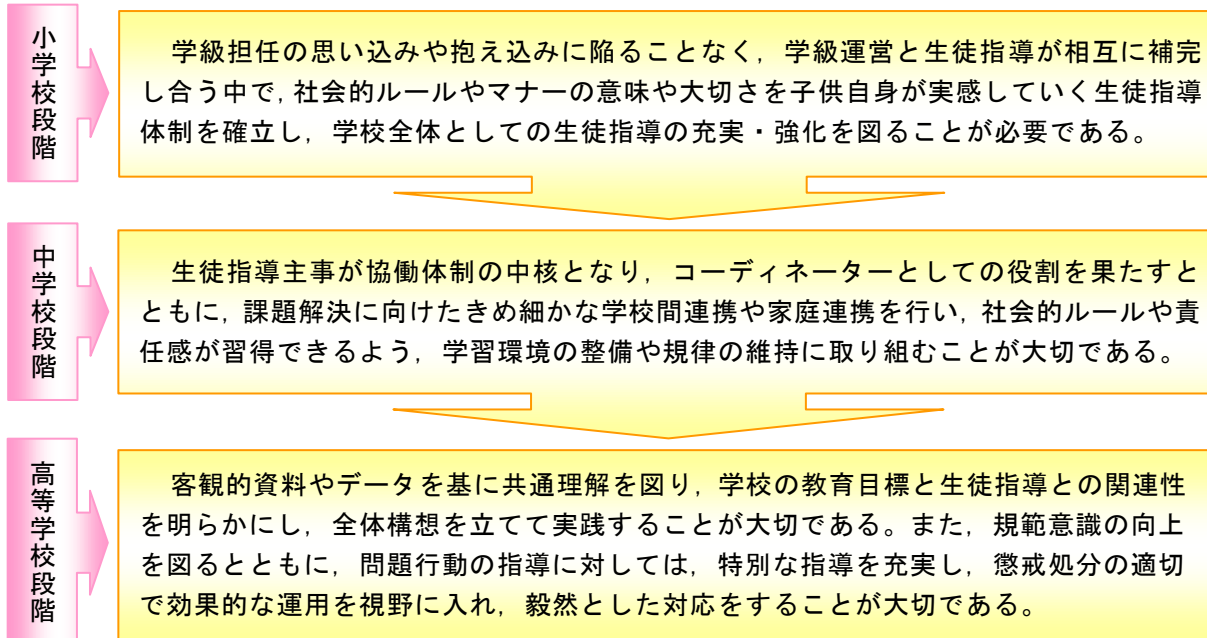 小学校段階
学級担任の思い込みや抱え込みに陥ることなく，学級運営と生徒指導が相互に補完
し合う中で，社会的ルールやマナーの意味や大切さを子供自身が実感していく生徒指導
体制を確立し，学校全体としての生徒指導の充実・強化を図ることが必要である。
中学校段階
生徒指導主事が協働体制の中核となり，コーディネーターとしての役割を果たすと
ともに，課題解決に向けたきめ細かな学校間連携や家庭連携を行い，社会的ルールや責
任感が習得できるよう，学習環境の整備や規律の維持に取り組むことが大切である。
高等学校段階
客観的資料やデータを基に共通理解を図り，学校の教育目標と生徒指導との関連性
を明らかにし，全体構想を立てて実践することが大切である。また，規範意識の向上
を図るとともに，問題行動の指導に対しては，特別な指導を充実し，懲戒処分の適切
で効果的な運用を視野に入れ，毅然とした対応をすることが大切である。